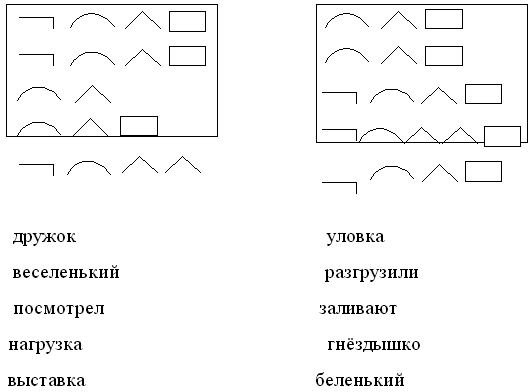 дружок уловка
веселенький разгрузили
посмотрел заливают
нагрузка гнёздышко
выставка беленький